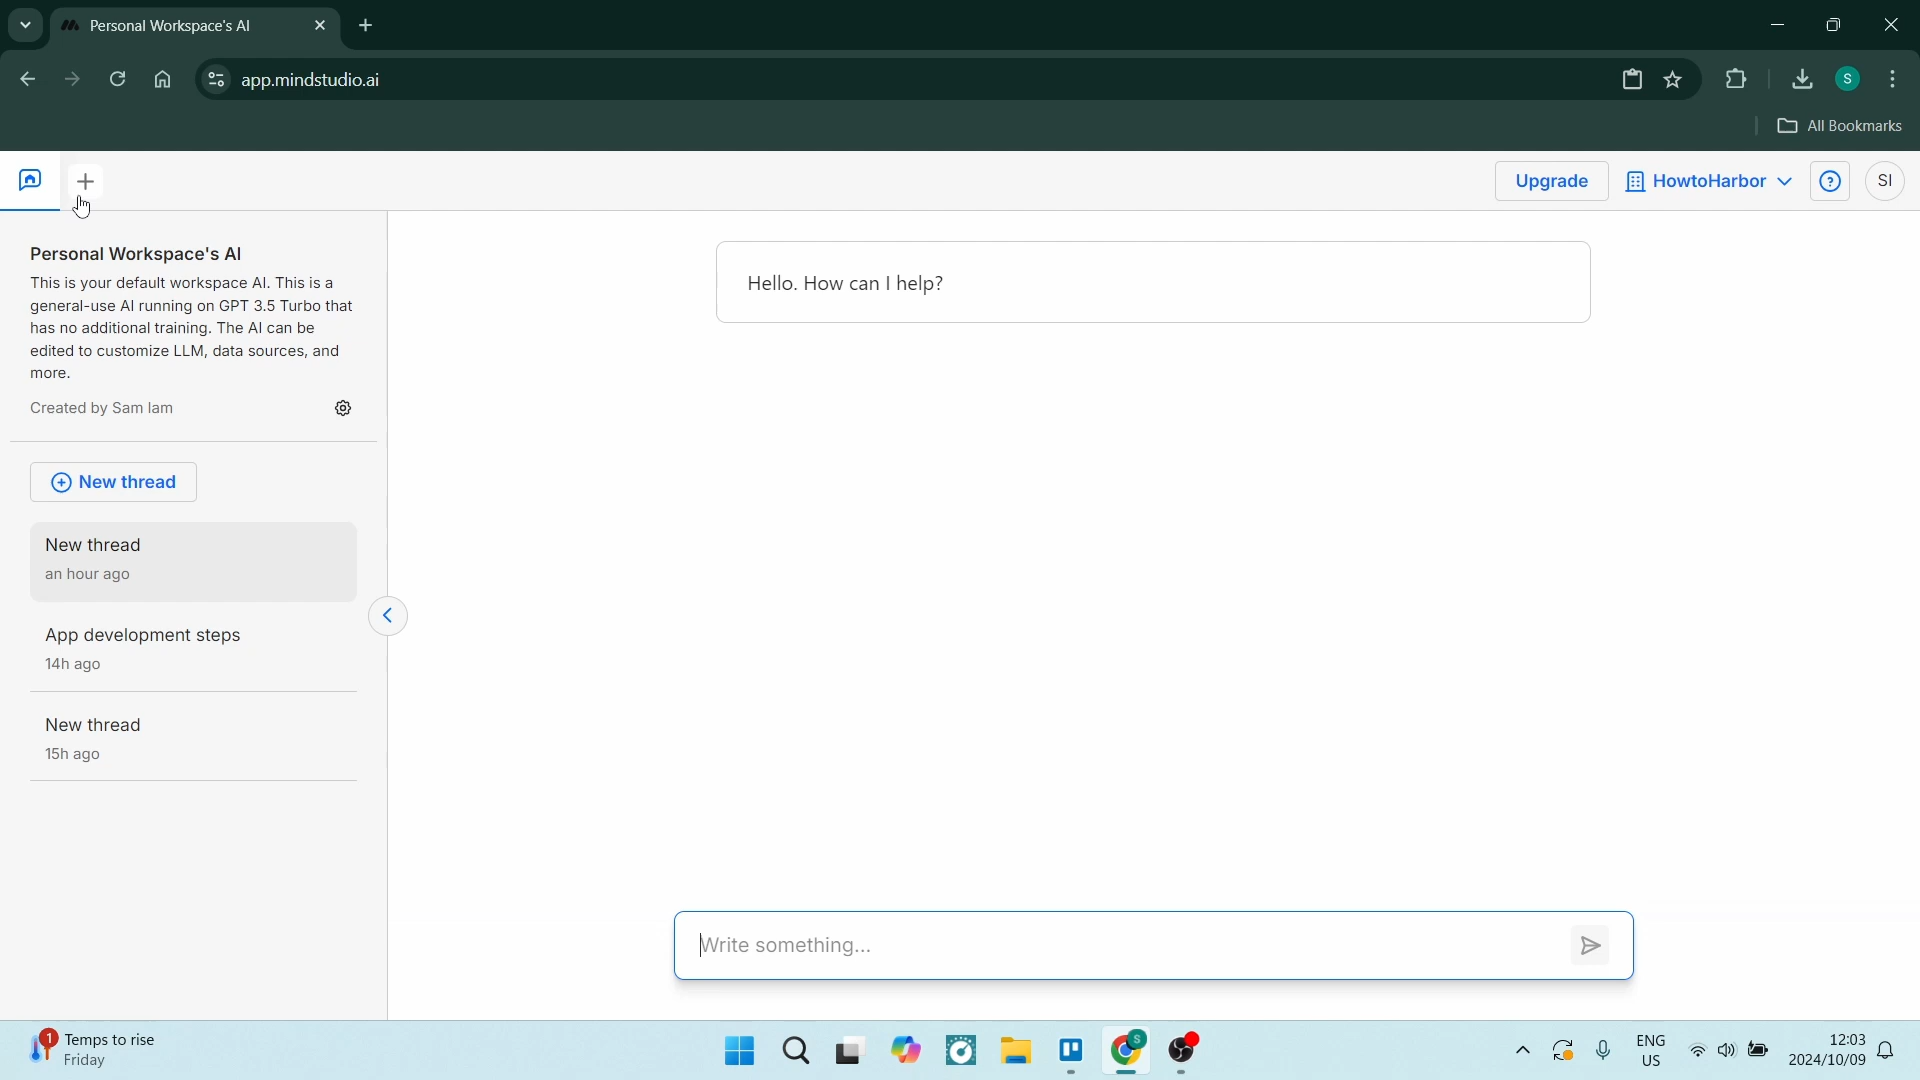 Personal Workspace's AI
app.mindstudio.ai
S
All Bookmarks
Upgrade
HowtoHarbor
SI
Personal Workspace's AI
This is your default workspace AI. This is a
general-use AI running on GPT 3.5 Turbo that
has no additional training. The AI can be
edited to customize LLM, data sources, and
more.
Created by Sam Iam
New thread
New thread
an hour ago
App development steps
14h ago
New thread
15h ago
Hello. How can I help?
Write something...
1
Temps to rise
Friday
S
ENG
US
12:03
2024/10/09